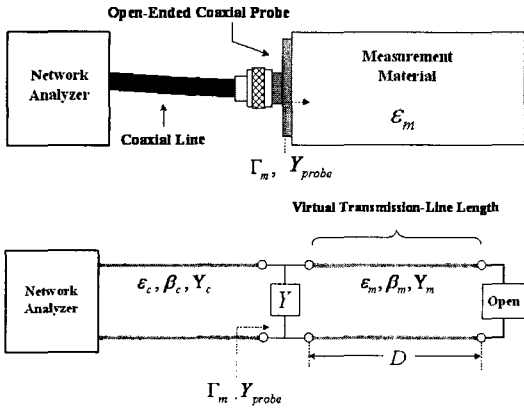 Open-Ended Coaxial Probe
Network
Analyzer
Measurement
Material
ε_m
Coaxial Line
Γ_m, Y_probe
Virtual Transmission-Line Length
Network
Analyzer
ε_c, β_c, Y_c
Y
ε_m, β_m, Y_m
Open
D
Γ_m, Y_probe